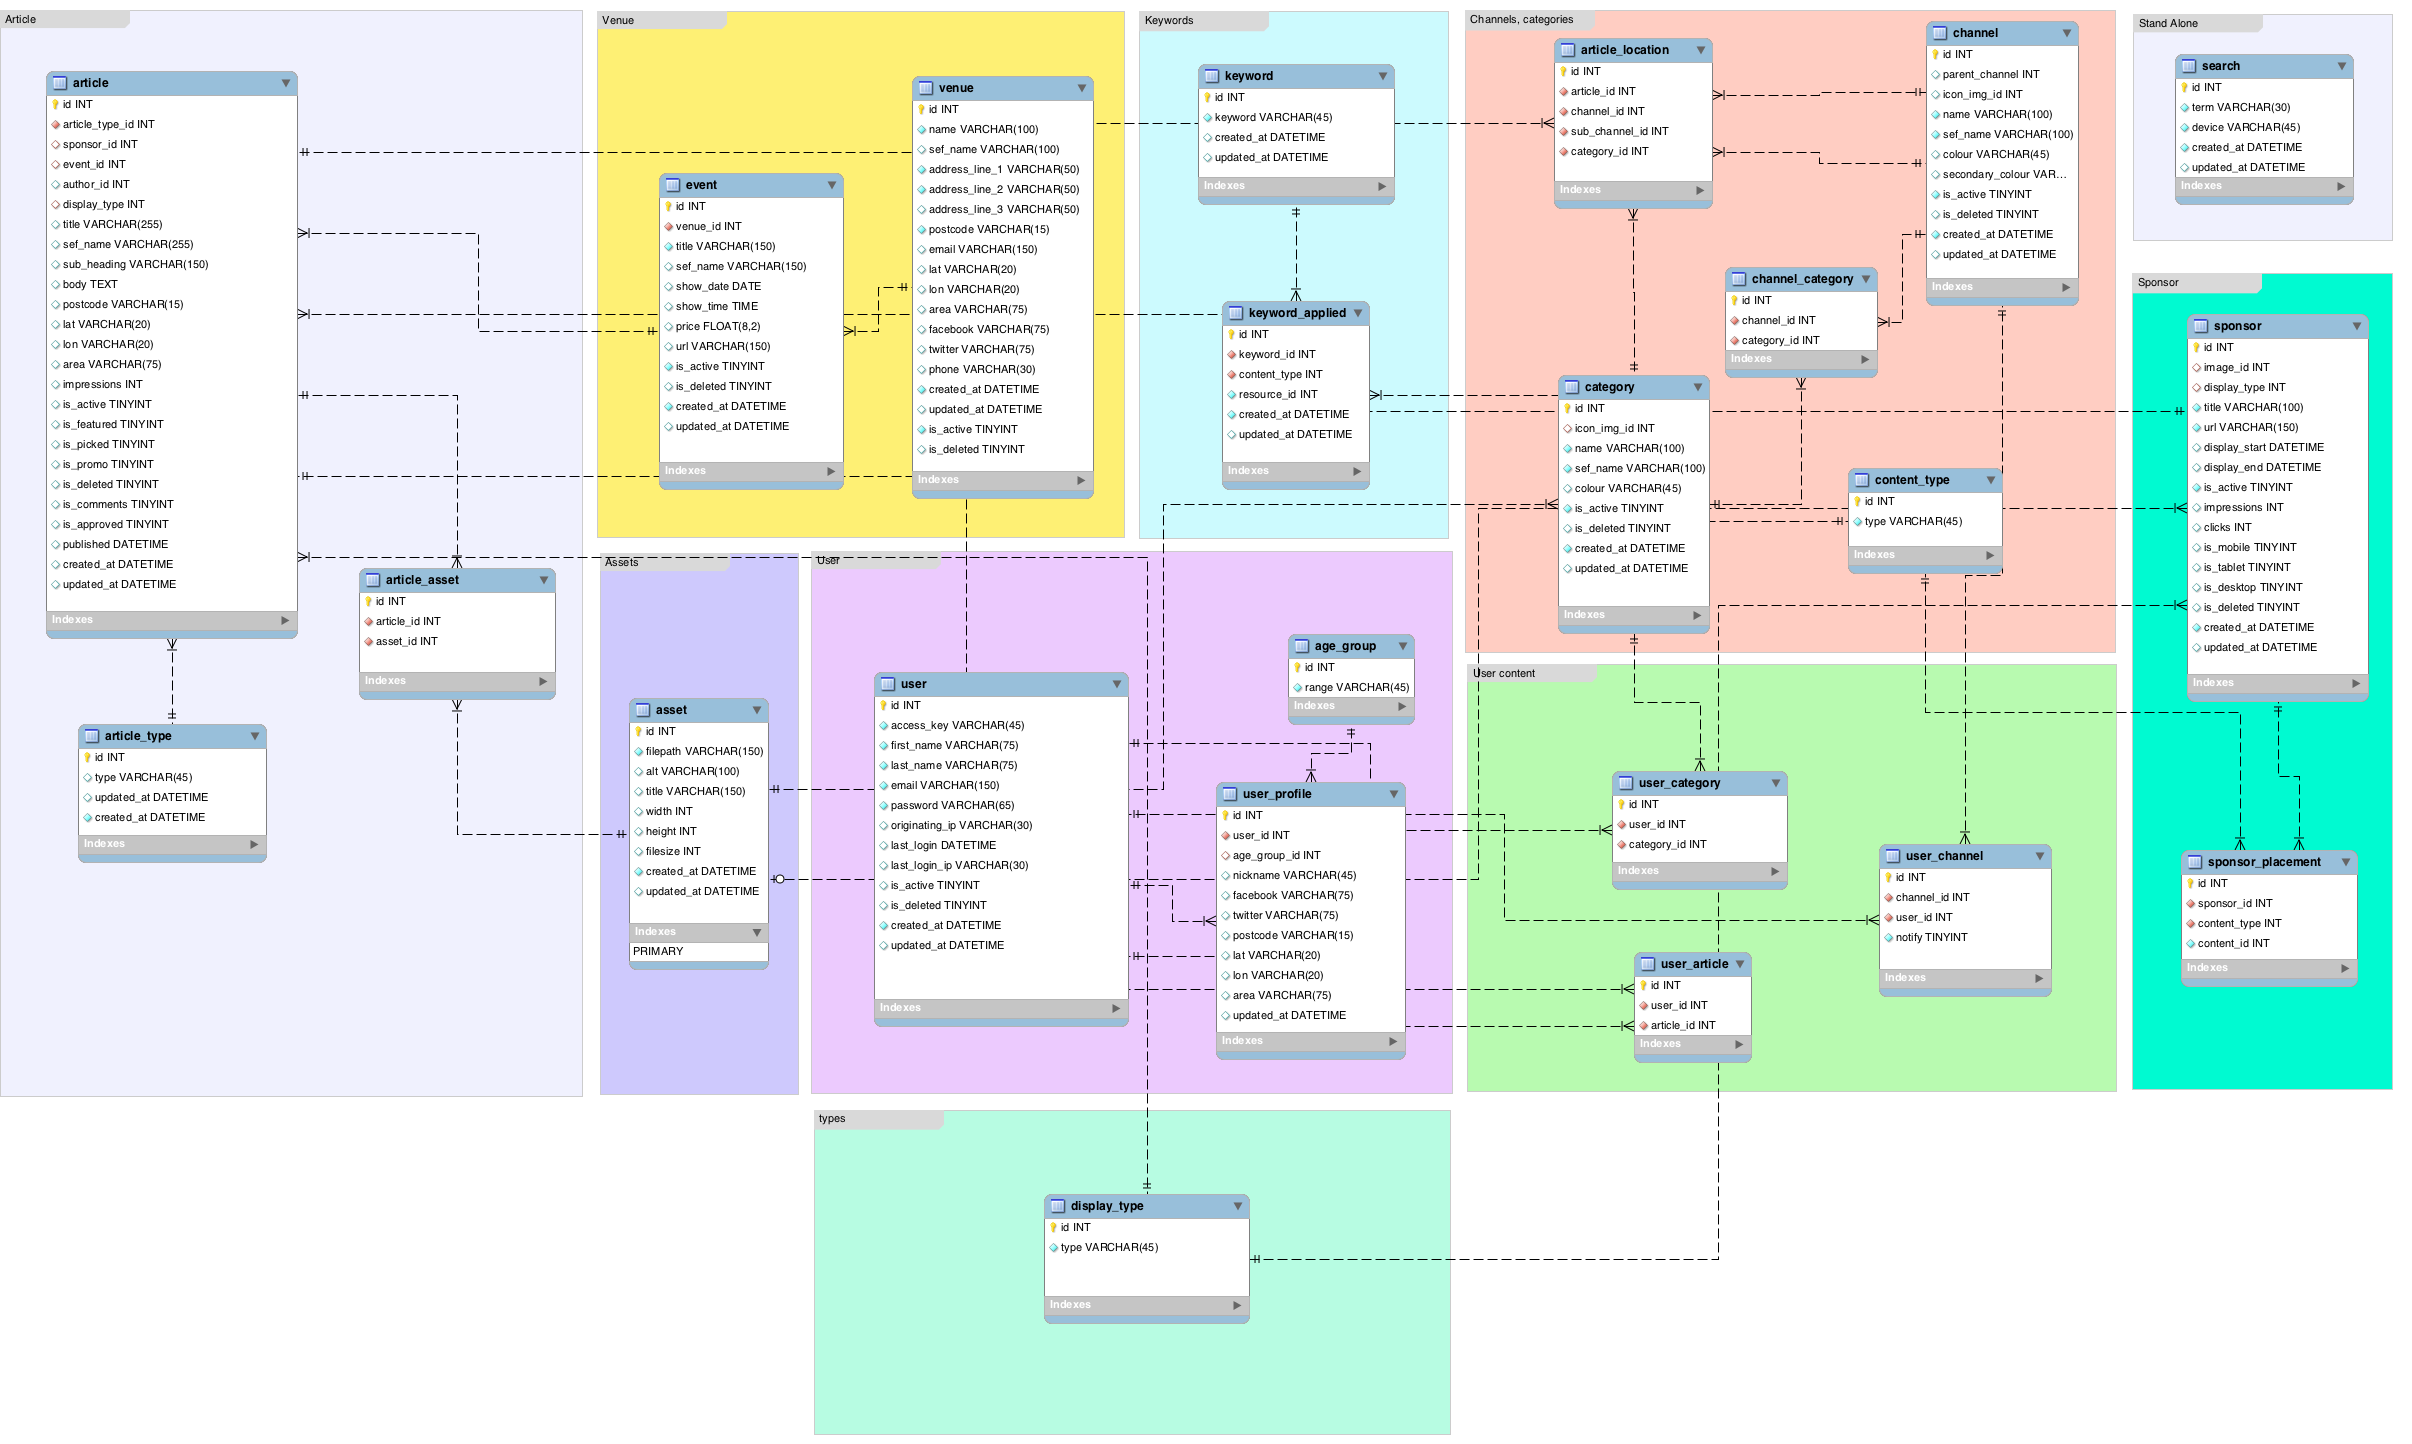 Article
article
id INT
article_type_id INT
sponsor_id INT
event_id INT
author_id INT
display_type INT
title VARCHAR(255)
sef_name VARCHAR(255)
sub_heading VARCHAR(150)
body TEXT
postcode VARCHAR(15)
lat VARCHAR(20)
lon VARCHAR(20)
area VARCHAR(75)
impressions INT
is_active TINYINT
is_featured TINYINT
is_picked TINYINT
is_promo TINYINT
is_deleted TINYINT
is_comments TINYINT
is_approved TINYINT
published DATETIME
created_at DATETIME
updated_at DATETIME
Indexes
article_asset
id INT
article_id INT
asset_id INT
Indexes
article_type
id INT
type VARCHAR(45)
updated_at DATETIME
created_at DATETIME
Indexes
Venue
event
id INT
venue_id INT
title VARCHAR(150)
sef_name VARCHAR(150)
show_date DATE
show_time TIME
price FLOAT(8,2)
url VARCHAR(150)
is_active TINYINT
is_deleted TINYINT
created_at DATETIME
updated_at DATETIME
Indexes
venue
id INT
name VARCHAR(100)
sef_name VARCHAR(100)
address_line_1 VARCHAR(50)
address_line_2 VARCHAR(50)
address_line_3 VARCHAR(50)
postcode VARCHAR(15)
email VARCHAR(150)
lat VARCHAR(20)
lon VARCHAR(20)
area VARCHAR(75)
facebook VARCHAR(75)
twitter VARCHAR(75)
phone VARCHAR(30)
created_at DATETIME
updated_at DATETIME
is_active TINYINT
is_deleted TINYINT
Indexes
Keywords
keyword
id INT
keyword VARCHAR(45)
created_at DATETIME
updated_at DATETIME
Indexes
keyword_applied
id INT
keyword_id INT
content_type INT
resource_id INT
created_at DATETIME
updated_at DATETIME
Indexes
Channels, categories
article_location
id INT
article_id INT
channel_id INT
sub_channel_id INT
category_id INT
Indexes
channel
id INT
parent_channel INT
icon_img_id INT
name VARCHAR(100)
sef_name VARCHAR(100)
colour VARCHAR(45)
secondary_colour VAR...
is_active TINYINT
is_deleted TINYINT
created_at DATETIME
updated_at DATETIME
Indexes
channel_category
id INT
channel_id INT
category_id INT
Indexes
category
id INT
icon_img_id INT
name VARCHAR(100)
sef_name VARCHAR(100)
colour VARCHAR(45)
is_active TINYINT
is_deleted TINYINT
created_at DATETIME
updated_at DATETIME
Indexes
content_type
id INT
type VARCHAR(45)
Indexes
Stand Alone
search
id INT
term VARCHAR(30)
device VARCHAR(45)
created_at DATETIME
updated_at DATETIME
Indexes
Sponsor
sponsor
id INT
image_id INT
display_type INT
title VARCHAR(100)
url VARCHAR(150)
display_start DATETIME
display_end DATETIME
is_active TINYINT
impressions INT
clicks INT
is_mobile TINYINT
is_tablet TINYINT
is_desktop TINYINT
is_deleted TINYINT
created_at DATETIME
updated_at DATETIME
Indexes
sponsor_placement
id INT
sponsor_id INT
content_type INT
content_id INT
Indexes
Assets
asset
id INT
filepath VARCHAR(150)
alt VARCHAR(100)
title VARCHAR(150)
width INT
height INT
filesize INT
created_at DATETIME
updated_at DATETIME
Indexes
PRIMARY
User
user
id INT
access_key VARCHAR(45)
first_name VARCHAR(75)
last_name VARCHAR(75)
email VARCHAR(150)
password VARCHAR(65)
originating_ip VARCHAR(30)
last_login DATETIME
last_login_ip VARCHAR(30)
is_active TINYINT
is_deleted TINYINT
created_at DATETIME
updated_at DATETIME
Indexes
age_group
id INT
range VARCHAR(45)
Indexes
user_profile
id INT
user_id INT
age_group_id INT
nickname VARCHAR(45)
facebook VARCHAR(75)
twitter VARCHAR(75)
postcode VARCHAR(15)
lat VARCHAR(20)
lon VARCHAR(20)
area VARCHAR(75)
updated_at DATETIME
Indexes
User content
user_category
id INT
user_id INT
category_id INT
Indexes
user_channel
id INT
channel_id INT
user_id INT
notify TINYINT
Indexes
user_article
id INT
user_id INT
article_id INT
Indexes
types
display_type
id INT
type VARCHAR(45)
Indexes